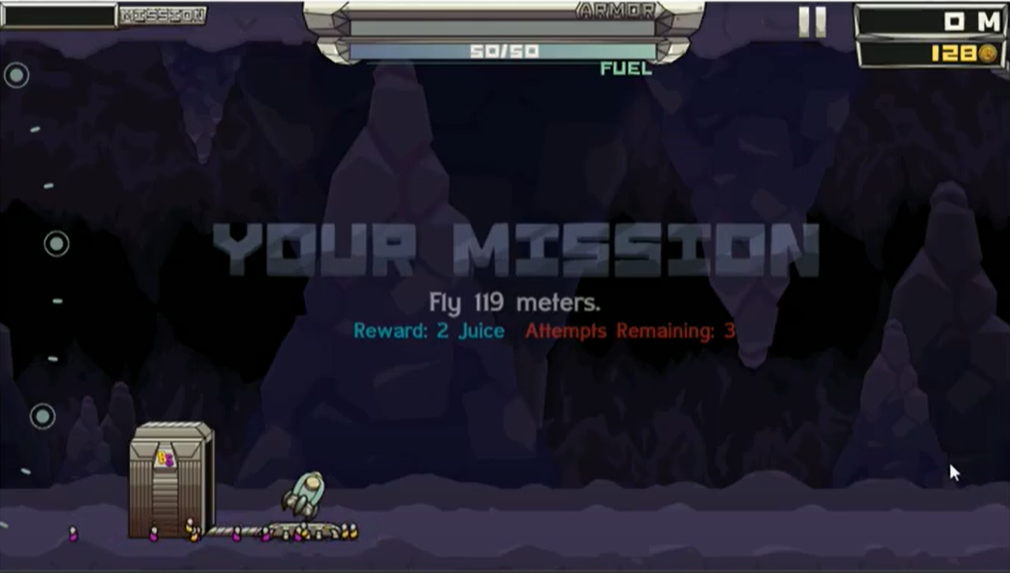 MISSION
ARMOR
0 M
50/50
128
FUEL
YOUR MISSION
Fly 119 meters.
Reward: 2 Juice Attempts Remaining: 3